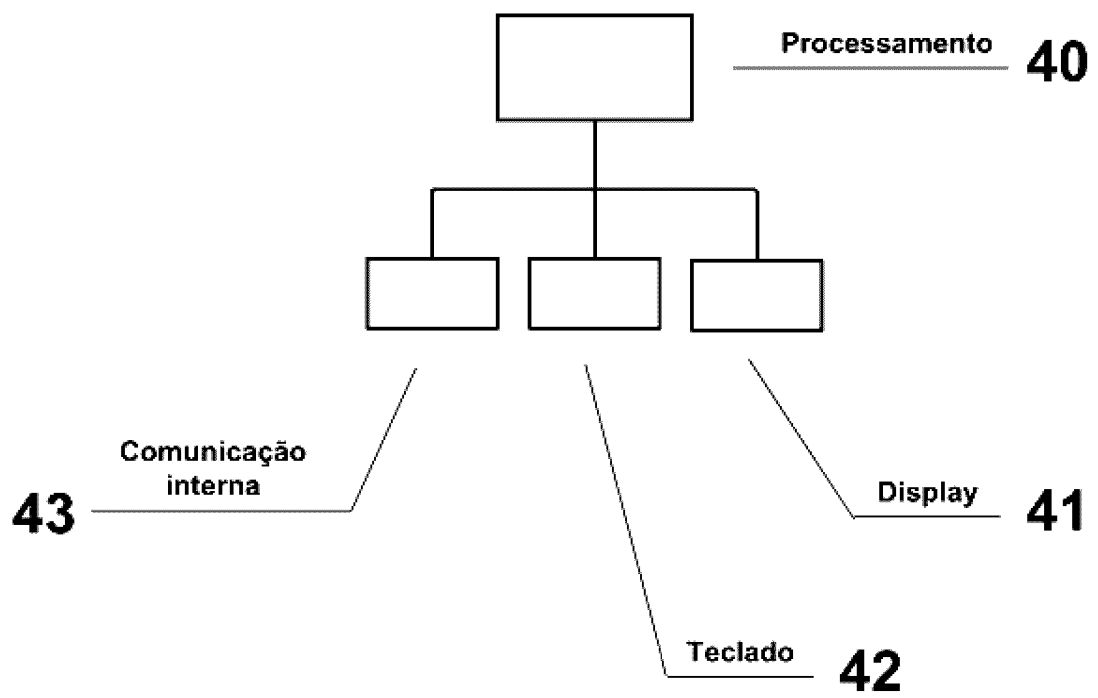 Processamento 40
Comunicação
interna
43
Display 41
Teclado 42